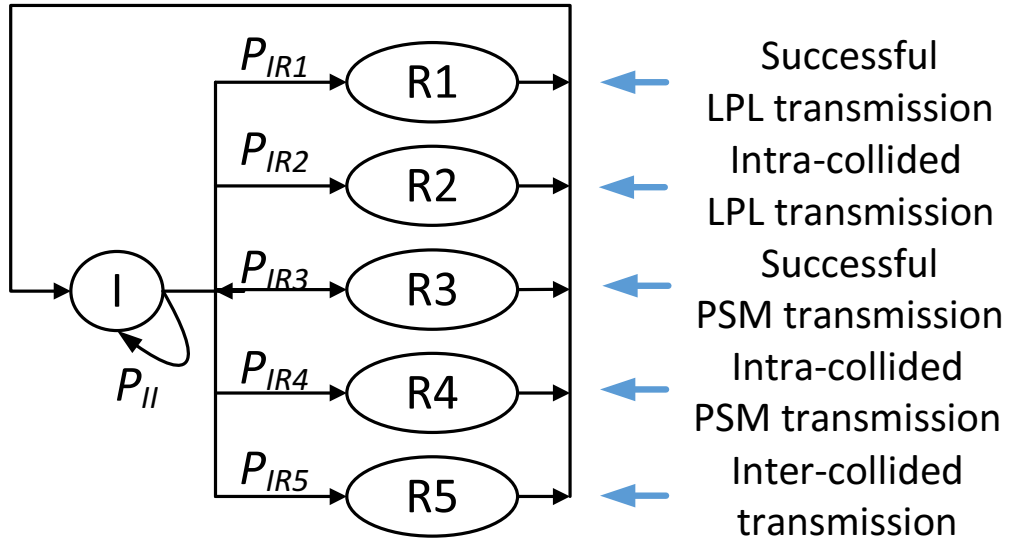 P_IR1
R1
Successful
LPL transmission
P_IR2
R2
Intra-collided
LPL transmission
I
P_II
P_IR3
R3
Successful
PSM transmission
P_IR4
R4
Intra-collided
PSM transmission
P_IR5
R5
Inter-collided
transmission